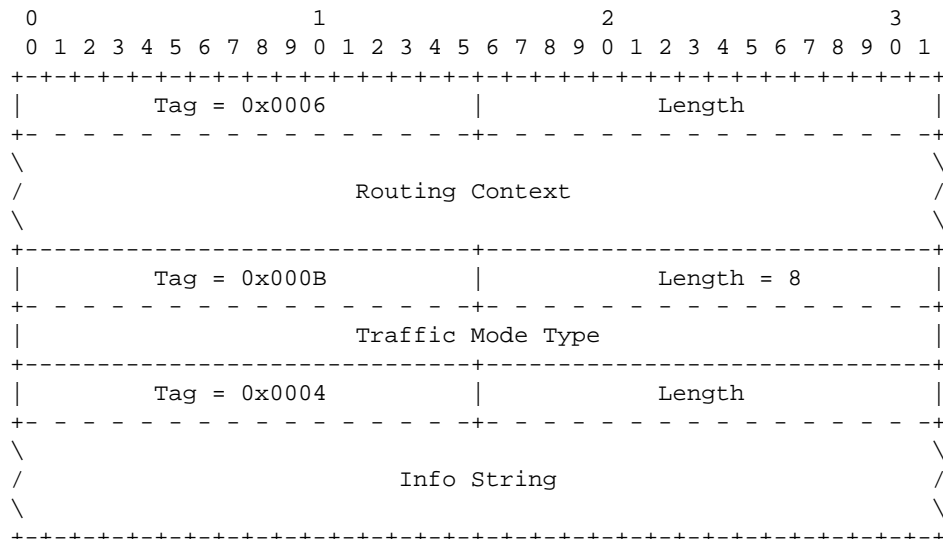 0                   1                   2                   3
0 1 2 3 4 5 6 7 8 9 0 1 2 3 4 5 6 7 8 9 0 1 2 3 4 5 6 7 8 9 0 1
+-+-+-+-+-+-+-+-+-+-+-+-+-+-+-+-+-+-+-+-+-+-+-+-+-+-+-+-+-+-+-+-+
|         Tag = 0x0006          |            Length             |
+- - - - - - - - - - - - - - - -+- - - - - - - - - - - - - - - -+
\                                                               \
/                       Routing Context                         /
\                                                               \
+-------------------------------+-------------------------------+
|         Tag = 0x000B          |            Length = 8         |
+- - - - - - - - - - - - - - - -+- - - - - - - - - - - - - - - -+
|                       Traffic Mode Type                       |
+-------------------------------+-------------------------------+
|         Tag = 0x0004          |            Length             |
+- - - - - - - - - - - - - - - -+- - - - - - - - - - - - - - - -+
\                                                               \
/                          Info String                          /
\                                                               \
+-+-+-+-+-+-+-+-+-+-+-+-+-+-+-+-+-+-+-+-+-+-+-+-+-+-+-+-+-+-+-+-+